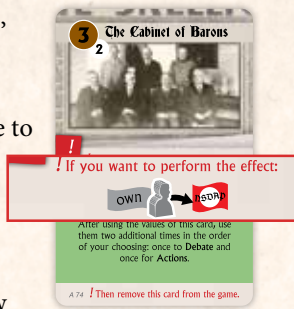 ,
3 The Cabinet of Barons
2
e to
!
! If you want to perform the effect:
OWN NSDAP
After using the values of this card, use
them two additional times in the order
of your choosing: once to Debate and
once for Actions.
A 74 ! Then remove this card from the game.